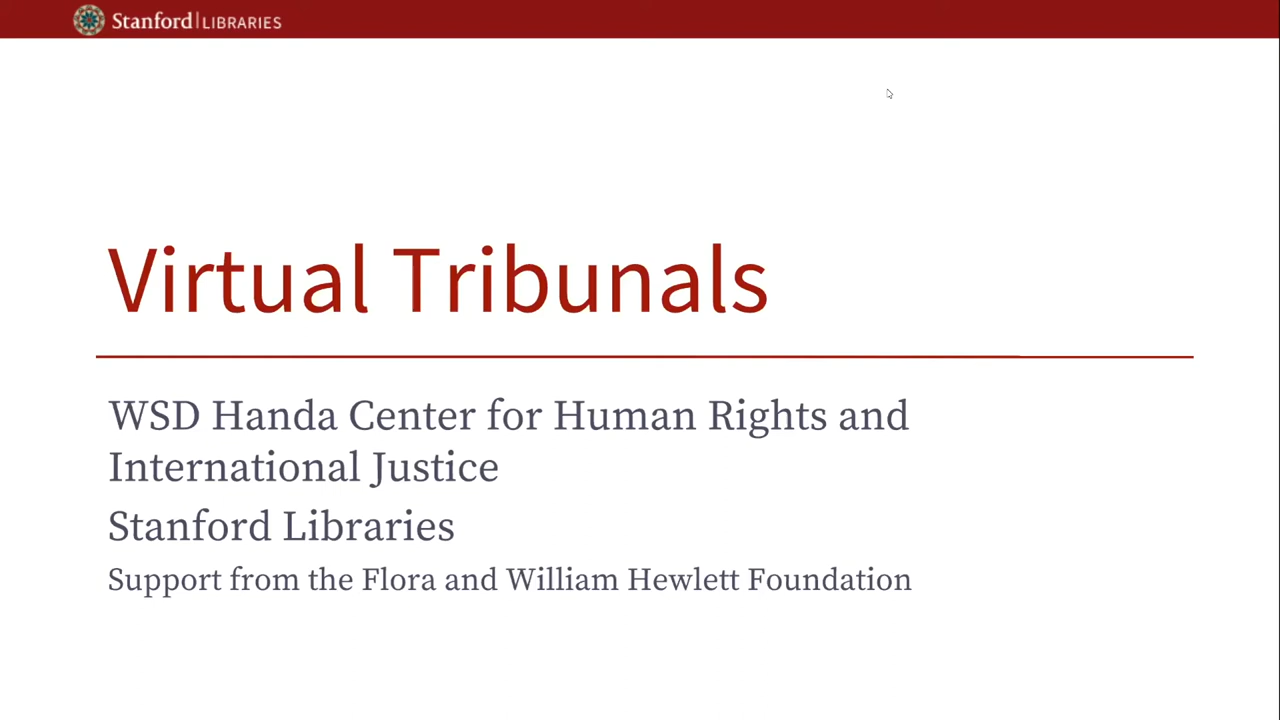 Stanford | LIBRARIES
Virtual Tribunals
WSD Handa Center for Human Rights and
International Justice
Stanford Libraries
Support from the Flora and William Hewlett Foundation